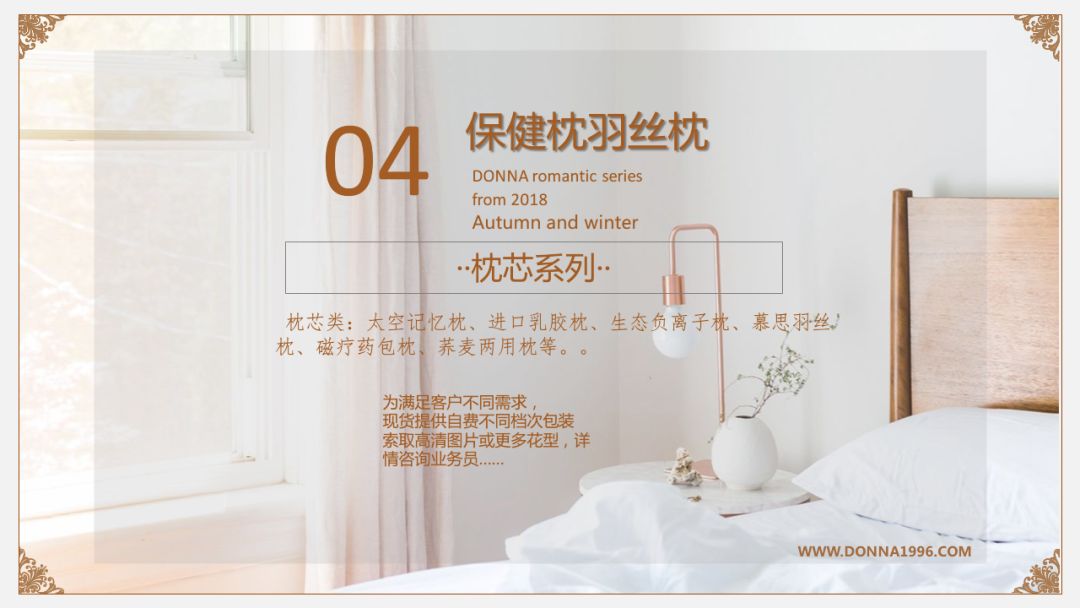 04
保健枕羽丝枕
DONNA romantic series
from 2018
Autumn and winter
··枕芯系列··
枕芯类：太空记忆枕、进口乳胶枕、生态负离子枕、慕思羽丝
枕、磁疗药包枕、荞麦两用枕等。。
为满足客户不同需求，
现货提供自费不同档次包装
索取高清图片或更多花型，详
情咨询业务员......
WWW.DONNA1996.COM